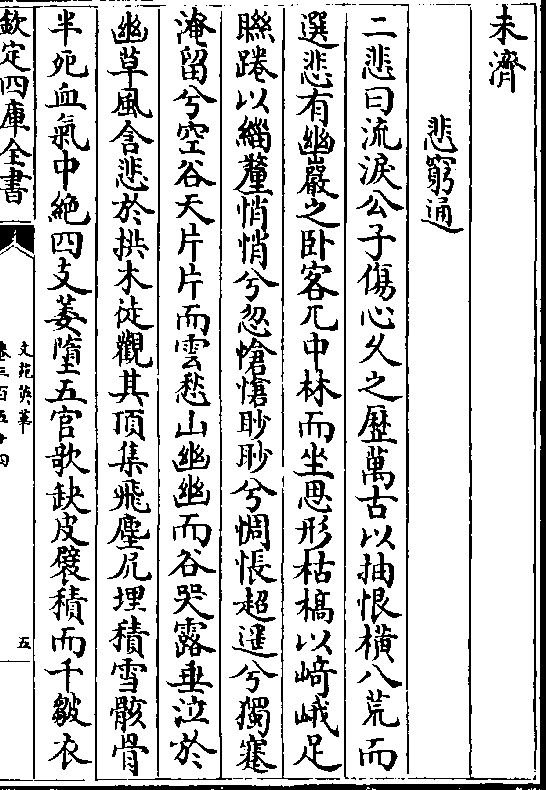 未濟
悲窮通
二悲曰流淚公子傷心久之歷萬古以抽恨橫八荒而
選悲有幽巖之卧客兀中林而坐思形枯槁以崎峨足
聮踡以緇釐悄悄兮忽愴愴眇眇兮惆悵超遥兮獨蹇
淹留兮空谷天片片而雲愁山幽幽而谷哭露垂泣於
幽草風含悲於拱木徒觀其頂集飛塵尻埋積雪骸骨
半死血氣中絶四支萎墮五官欹缺皮襞積而千皺衣
欽定四庫全書
文苑英華
卷三百五十四
五